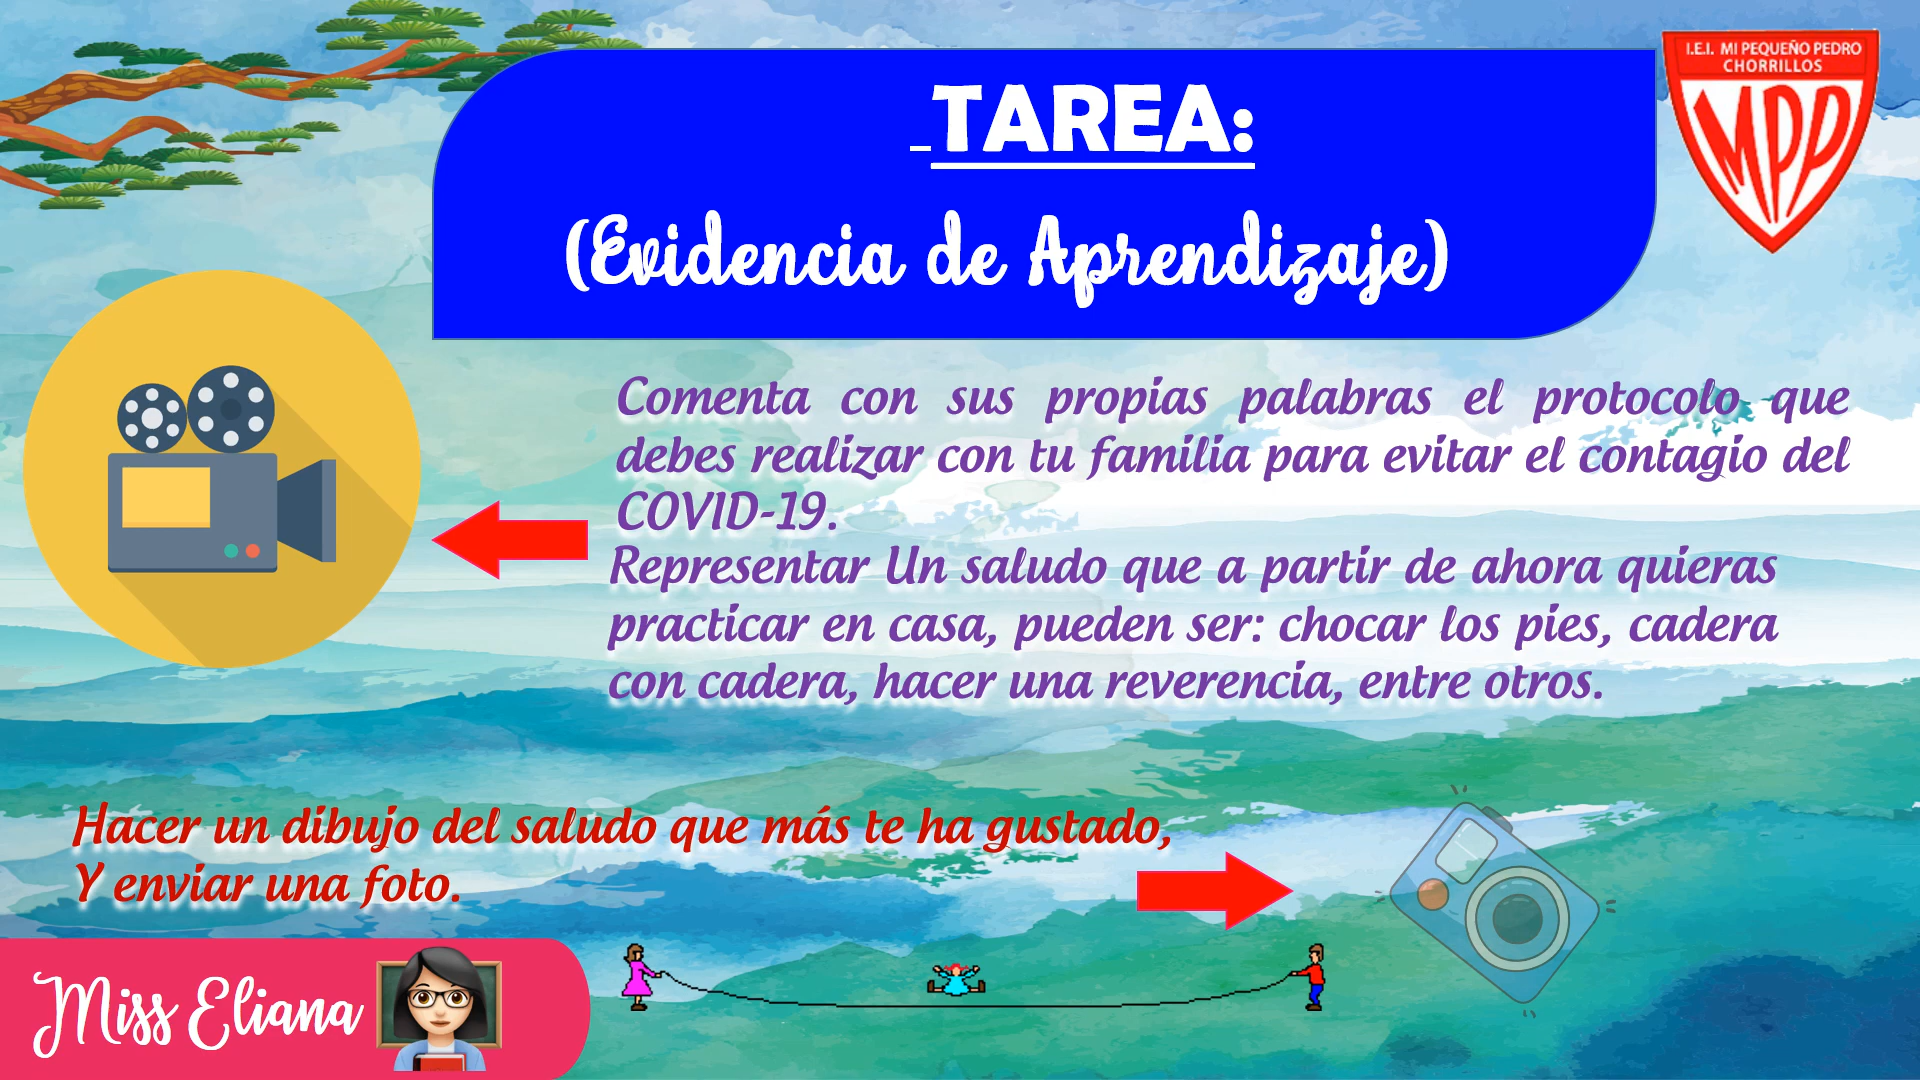 I.E.I. MI PEQUEÑO PEDRO
CHORRILLOS
MPP
TAREA:
(Evidencia de Aprendizaje)
Comenta con sus propias palabras el protocolo que
debes realizar con tu familia para evitar el contagio del
COVID-19.
Representar Un saludo que a partir de ahora quieras
practicar en casa, pueden ser: chocar los pies, cadera
con cadera, hacer una reverencia, entre otros.
Hacer un dibujo del saludo que más te ha gustado,
Y enviar una foto.
Miss Eliana